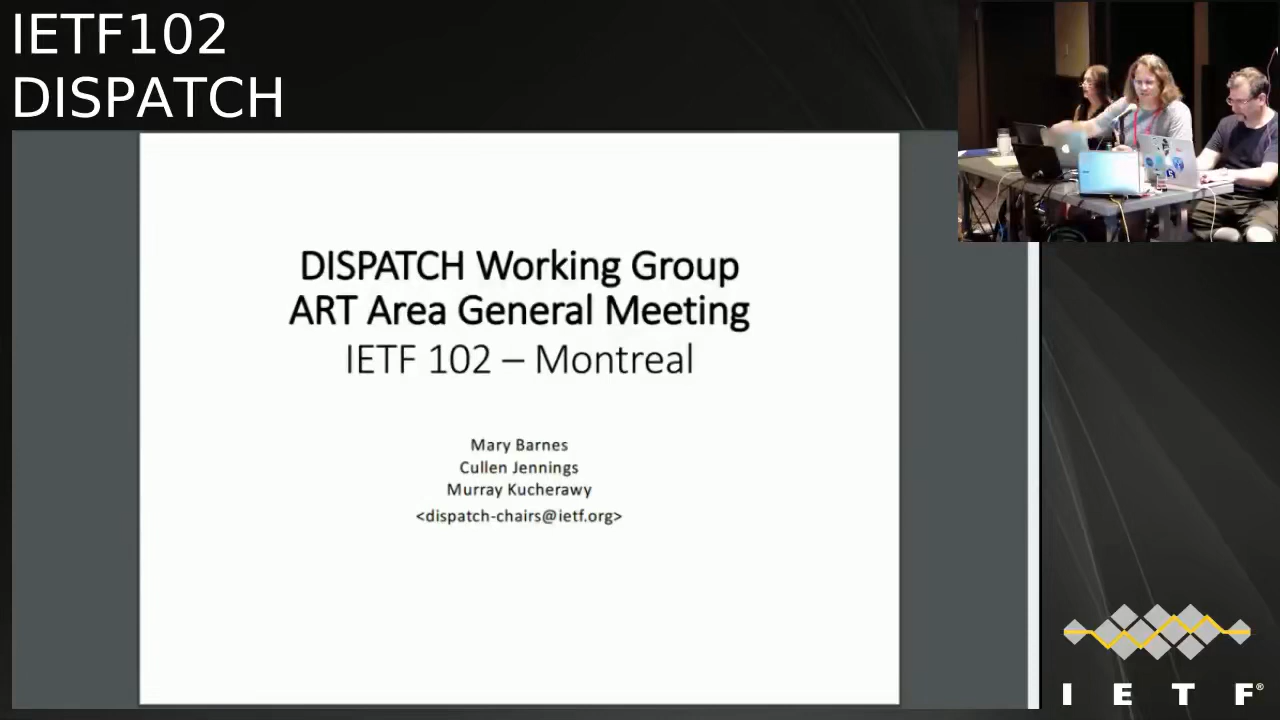 IETF102
DISPATCH
DISPATCH Working Group
ART Area General Meeting
IETF 102 – Montreal
Mary Barnes
Cullen Jennings
Murray Kucherawy
<dispatch-chairs@ietf.org>
I E T F®